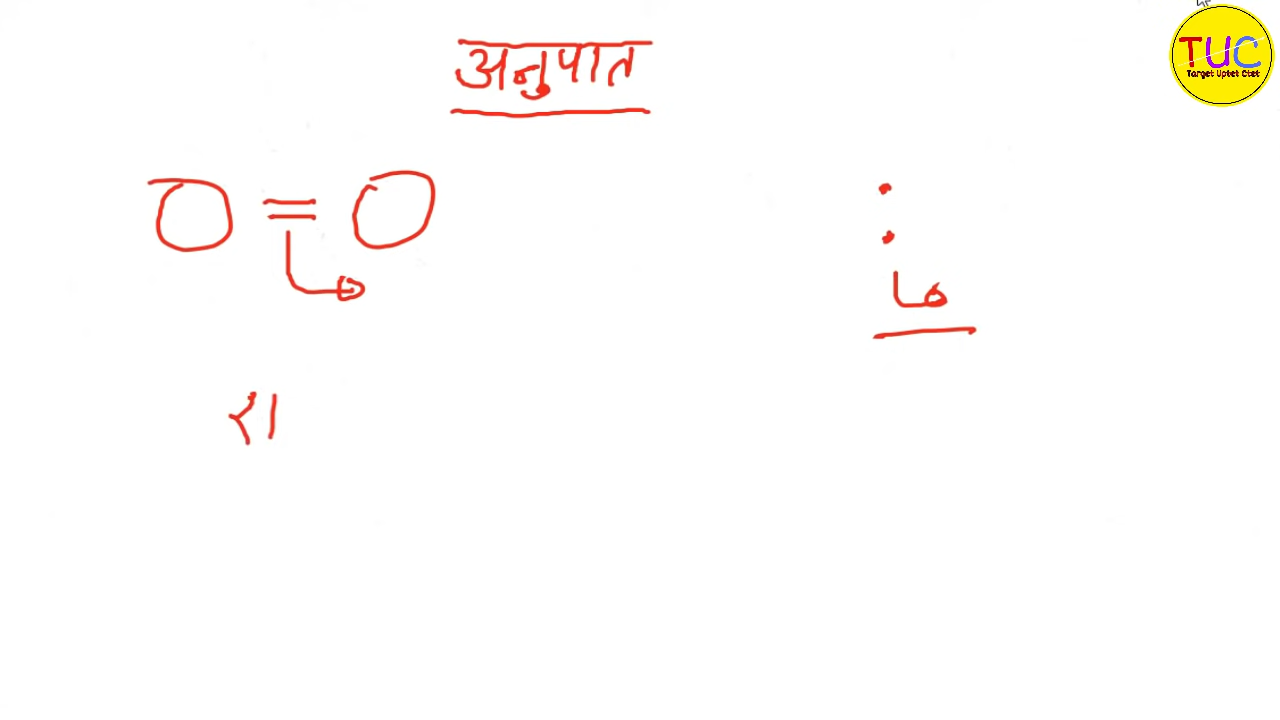 अनुपात
TUC
Target Uptet Ctet
=
:
रा